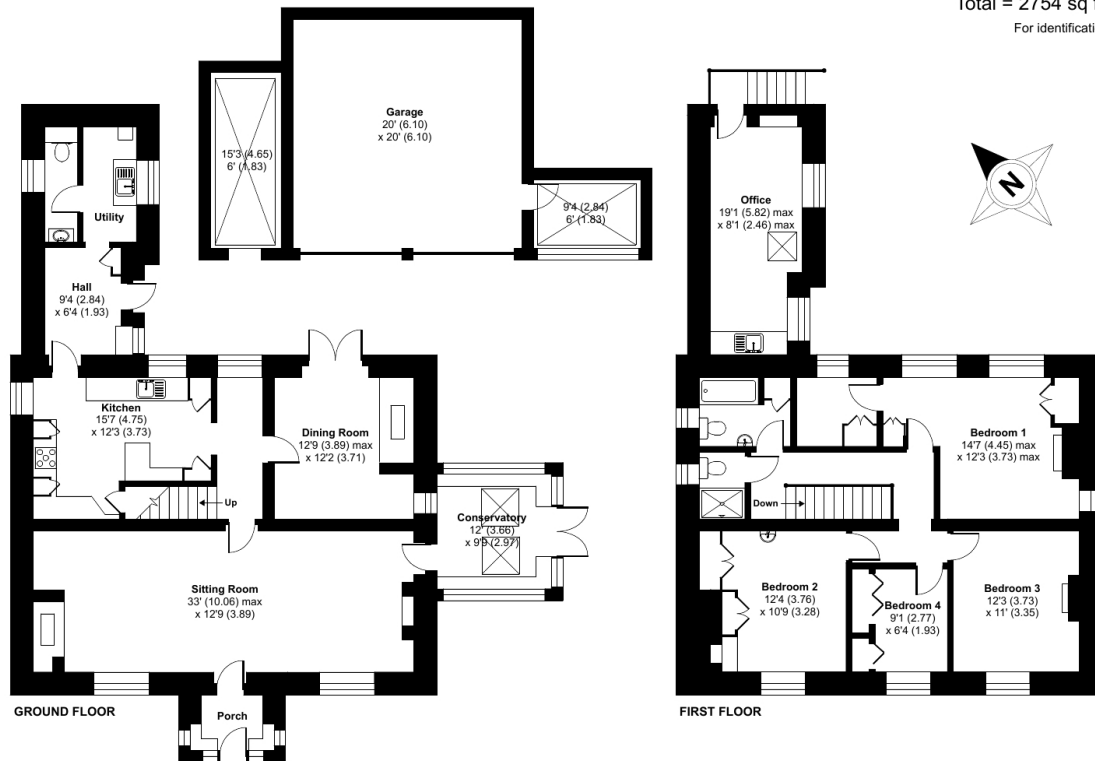 Total = 2754 sq f
For identificati
Garage
20' (6.10)
x 20' (6.10)
15'3 (4.65)
6' (1.83)
9'4 (2.84)
6' (1.83)
Utility
Hall
9'4 (2.84)
x 6'4 (1.93)
Kitchen
15'7 (4.75)
x 12'3 (3.73)
Dining Room
12'9 (3.89) max
x 12'2 (3.71)
Up
Conservatory
12' (3.66)
x 9'9 (2.97)
Sitting Room
33' (10.06) max
x 12'9 (3.89)
Porch
GROUND FLOOR
Office
19'1 (5.82) max
x 8'1 (2.46) max
N
Bedroom 1
14'7 (4.45) max
x 12'3 (3.73) max
Down
Bedroom 2
12'4 (3.76)
x 10'9 (3.28)
Bedroom 4
9'1 (2.77)
x 6'4 (1.93)
Bedroom 3
12'3 (3.73)
x 11' (3.35)
FIRST FLOOR